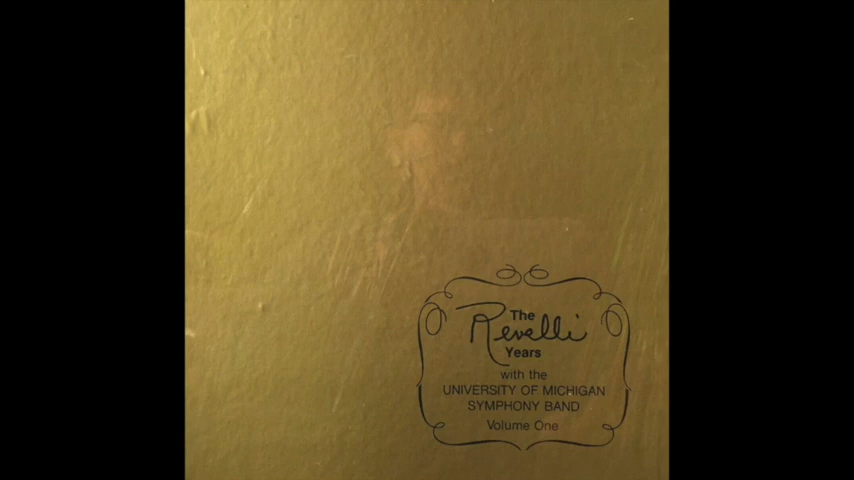 The
Revelli
Years
with the
UNIVERSITY OF MICHIGAN
SYMPHONY BAND
Volume One